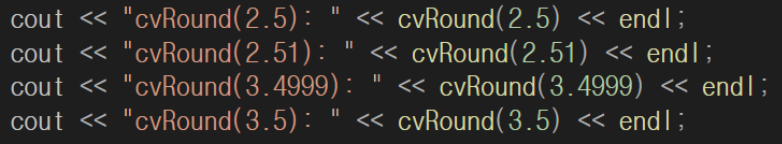 cout << "cvRound(2.5): " << cvRound(2.5) << endl;
cout << "cvRound(2.51): " << cvRound(2.51) << endl;
cout << "cvRound(3.4999): " << cvRound(3.4999) << endl;
cout << "cvRound(3.5): " << cvRound(3.5) << endl;